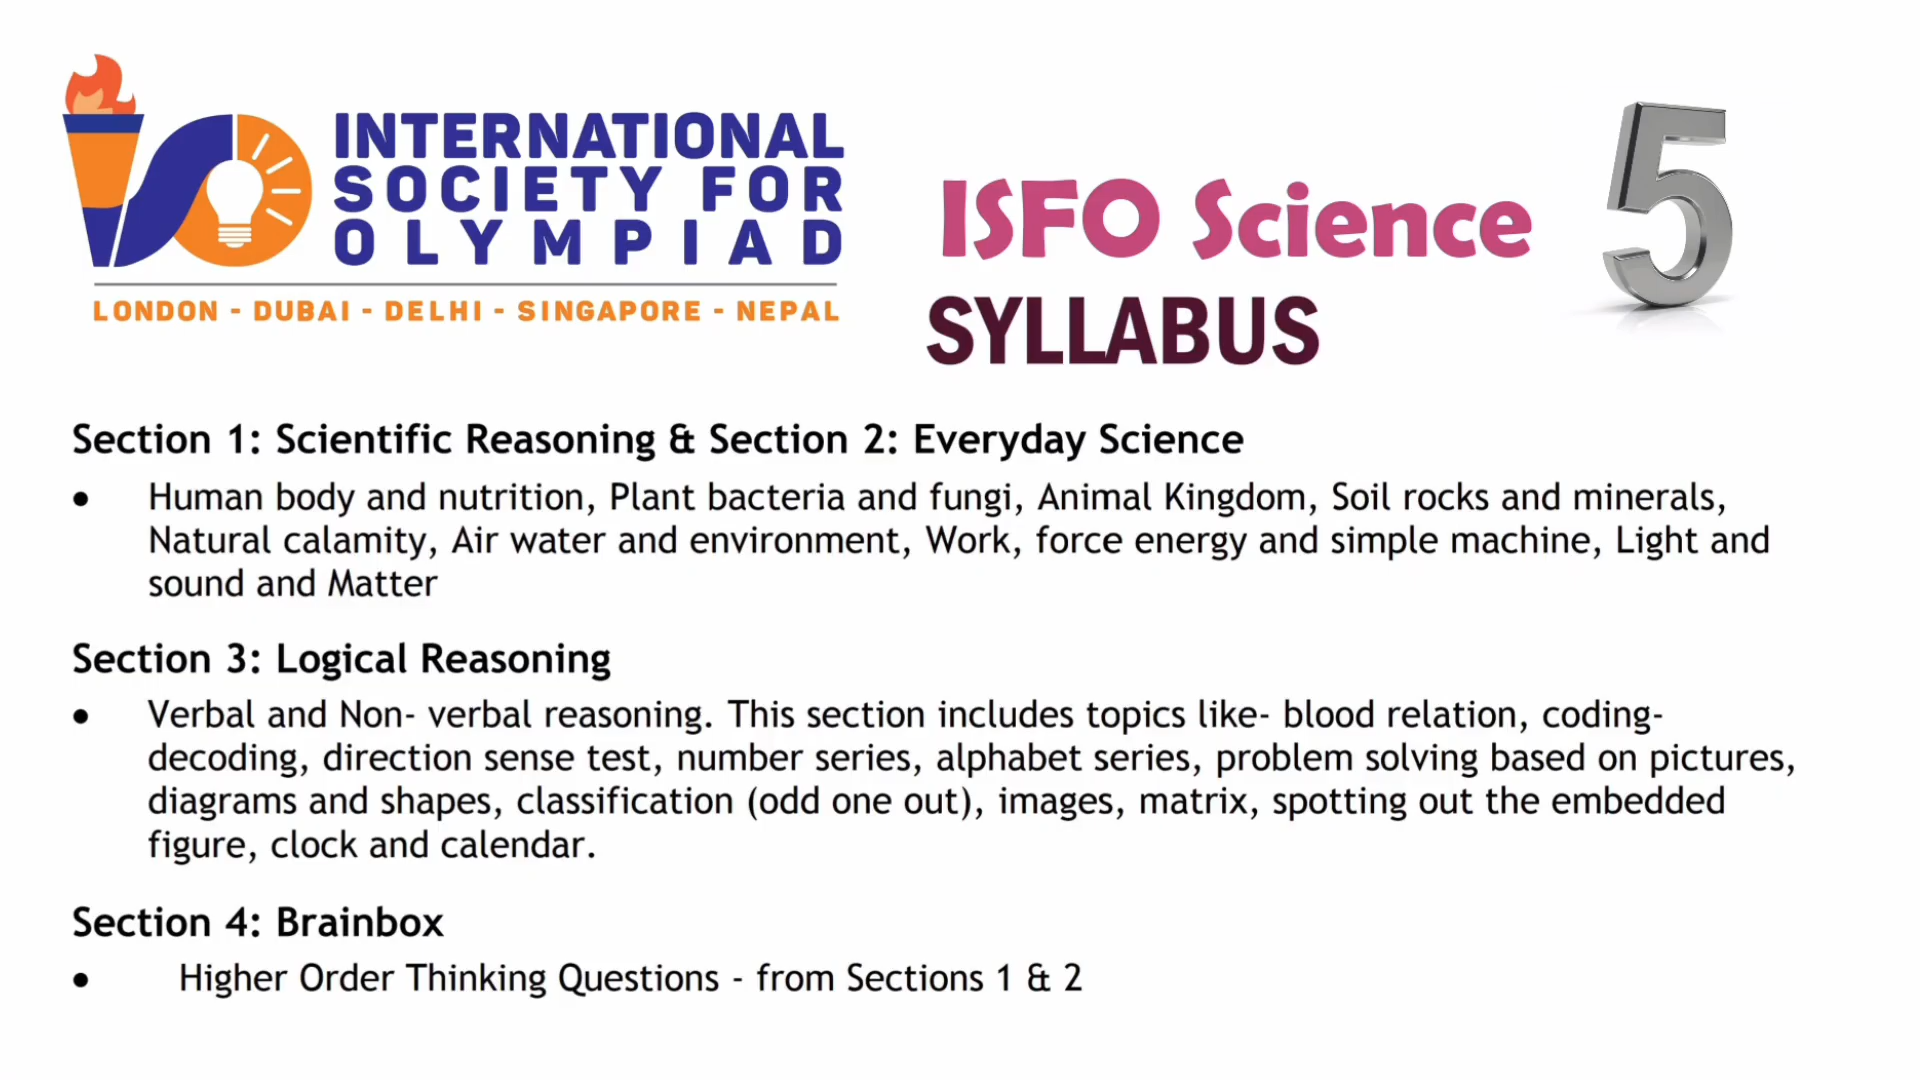 INTERNATIONAL
SOCIETY FOR
OLYMPIAD
LONDON - DUBAI - DELHI - SINGAPORE - NEPAL
ISFO Science
5
SYLLABUS
Section 1: Scientific Reasoning & Section 2: Everyday Science
• Human body and nutrition, Plant bacteria and fungi, Animal Kingdom, Soil rocks and minerals,
Natural calamity, Air water and environment, Work, force energy and simple machine, Light and
sound and Matter
Section 3: Logical Reasoning
• Verbal and Non- verbal reasoning. This section includes topics like- blood relation, coding-
decoding, direction sense test, number series, alphabet series, problem solving based on pictures,
diagrams and shapes, classification (odd one out), images, matrix, spotting out the embedded
figure, clock and calendar.
Section 4: Brainbox
• Higher Order Thinking Questions - from Sections 1 & 2